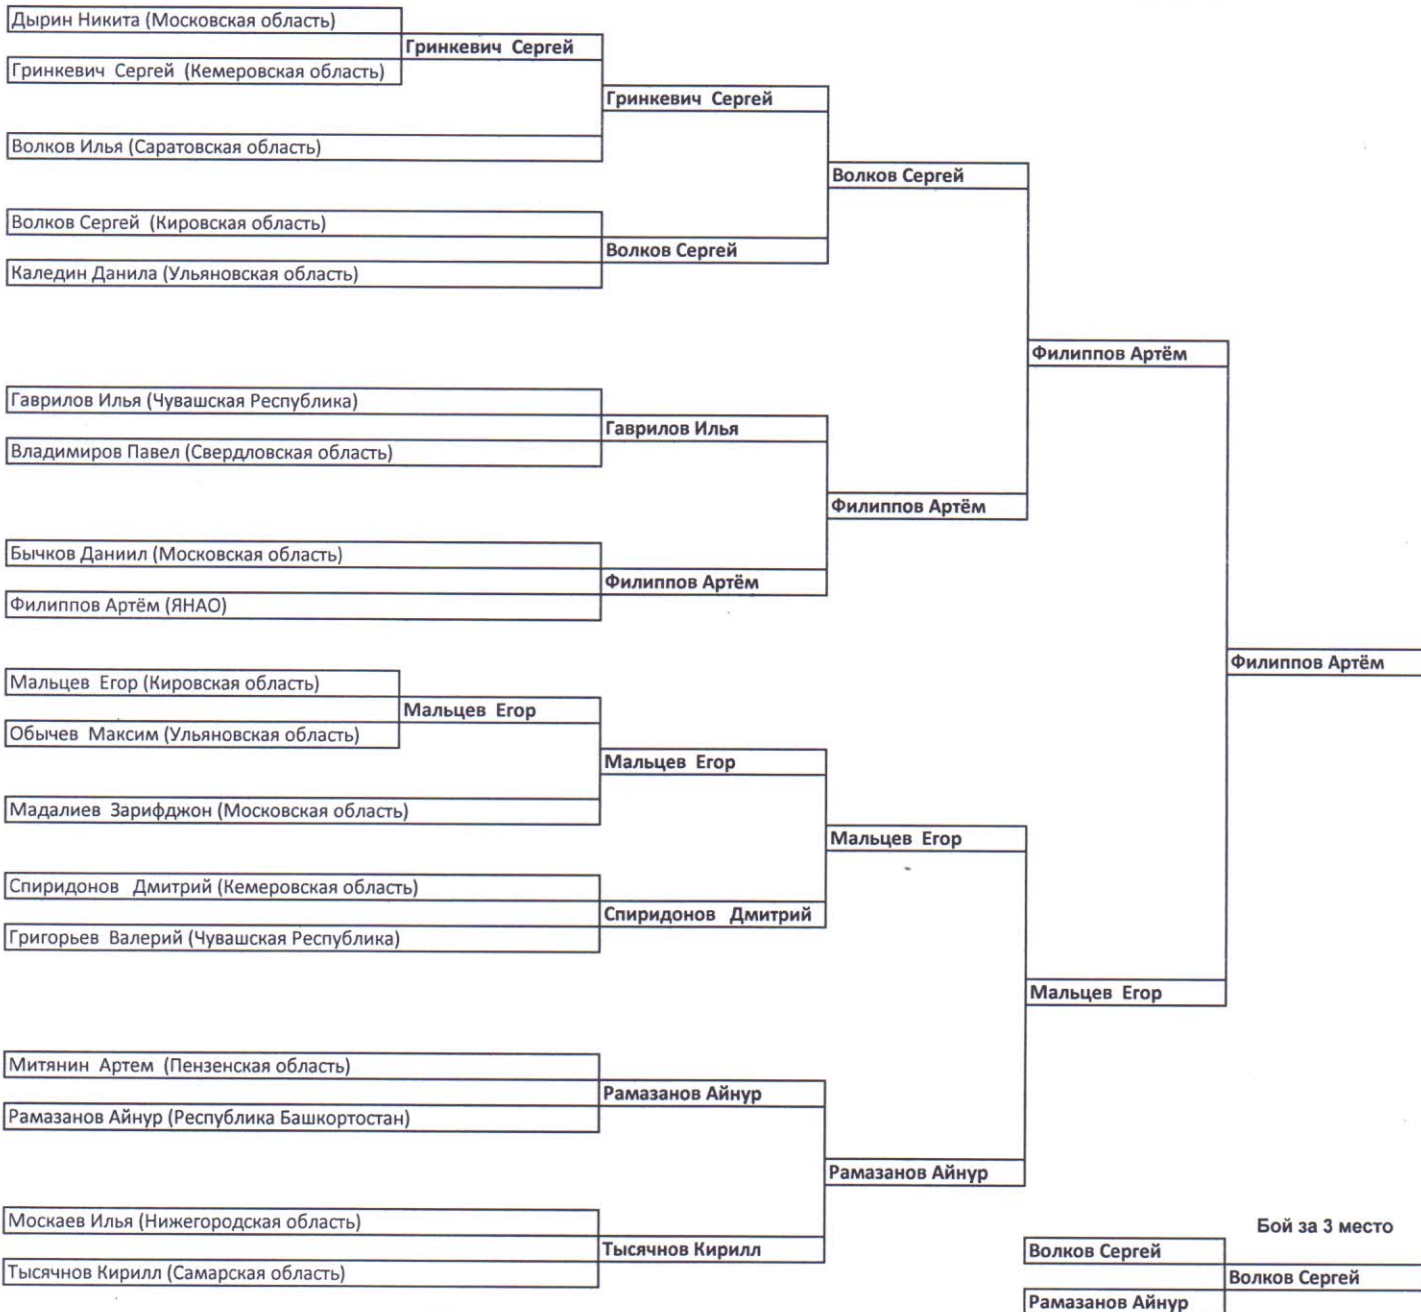 Дырин Никита (Московская область)
Гринкевич  Сергей
Гринкевич  Сергей  (Кемеровская область)
Гринкевич  Сергей
Волков Илья (Саратовская область)
Волков Сергей
Волков Сергей  (Кировская область)
Волков Сергей
Каледин Данила (Ульяновская область)
Филиппов Артём
Гаврилов Илья (Чувашская Республика)
Гаврилов Илья
Владимиров Павел (Свердловская область)
Филиппов Артём
Бычков Даниил (Московская область)
Филиппов Артём
Филиппов Артём (ЯНАО)
Филиппов Артём
Мальцев  Егор (Кировская область)
Мальцев  Егор
Обычев  Максим (Ульяновская область)
Мальцев  Егор
Мадалиев  Зарифджон (Московская область)
Мальцев  Егор
Спиридонов   Дмитрий (Кемеровская область)
Спиридонов   Дмитрий
Григорьев  Валерий (Чувашская Республика)
Мальцев  Егор
Митянин  Артем  (Пензенская область)
Рамазанов Айнур
Рамазанов Айнур (Республика Башкортостан)
Рамазанов Айнур
Москаев Илья (Нижегородская область)
Бой за 3 место
Тысячнов Кирилл
Волков Сергей
Тысячнов Кирилл (Самарская область)
Волков Сергей
Рамазанов Айнур